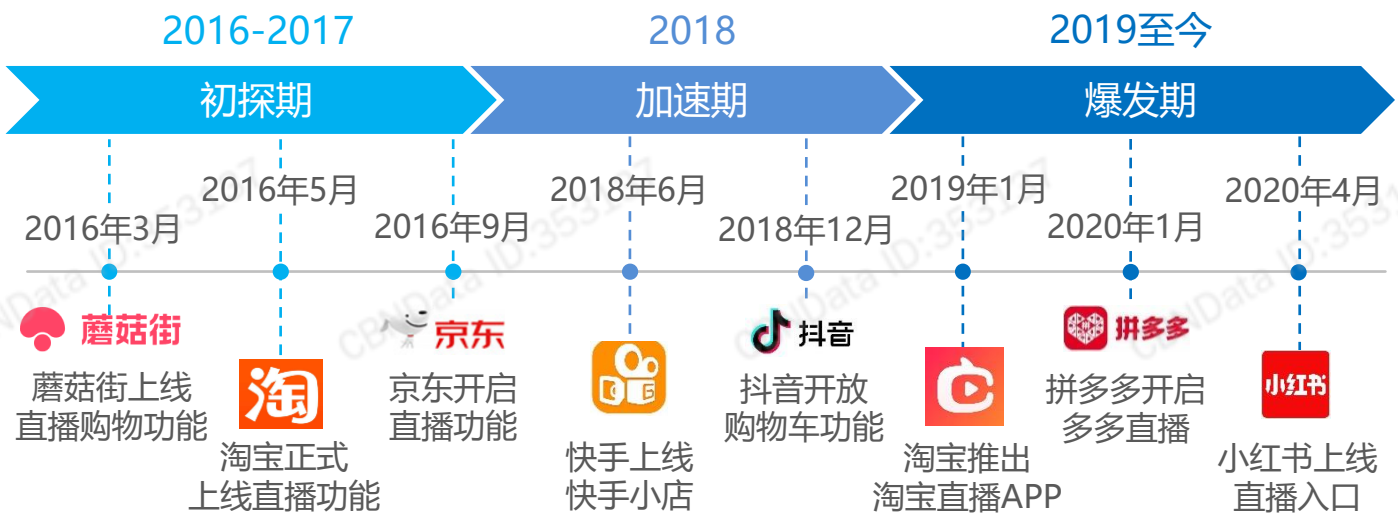 2016-2017
2018
2019至今
初探期
加速期
爆发期
2016年3月
2016年5月
2016年9月
2018年6月
2018年12月
2019年1月
2020年1月
2020年4月
蘑菇街
蘑菇街上线
直播购物功能
淘
淘宝正式
上线直播功能
京东
京东开启
直播功能
快手上线
快手小店
抖音
抖音开放
购物车功能
淘宝推出
淘宝直播APP
拼多多
拼多多开启
多多直播
小红书
小红书上线
直播入口
CBNData ID:353197